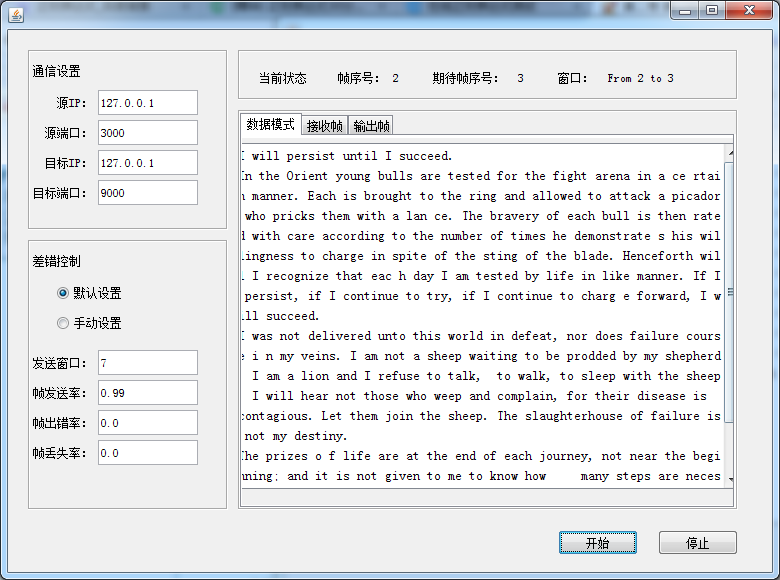 通信设置
源IP: 127.0.0.1
源端口: 3000
目标IP: 127.0.0.1
目标端口: 9000
差错控制
默认设置
手动设置
发送窗口: 7
帧发送率: 0.99
帧出错率: 0.0
帧丢失率: 0.0
当前状态 帧序号: 2 期待帧序号: 3 窗口: From 2 to 3
数据模式 接收帧 输出帧
I will persist until I succeed.
In the Orient young bulls are tested for the fight arena in a ce rtai
n manner. Each is brought to the ring and allowed to attack a picador
who pricks them with a lan ce. The bravery of each bull is then rate
d with care according to the number of times he demonstrate s his wil
lingness to charge in spite of the sting of the blade. Henceforth wil
l I recognize that eac h day I am tested by life in like manner. If I
persist, if I continue to try, if I continue to charg e forward, I w
ill succeed.
I was not delivered unto this world in defeat, nor does failure cours
e i n my veins. I am not a sheep waiting to be prodded by my shepherd
I am a lion and I refuse to talk, to walk, to sleep with the sheep
I will hear not those who weep and complain, for their disease is
contagious. Let them join the sheep. The slaughterhouse of failure is
not my destiny.
The prizes o f life are at the end of each journey, not near the begi
nning; and it is not given to me to know how many steps are neces
开始 停止